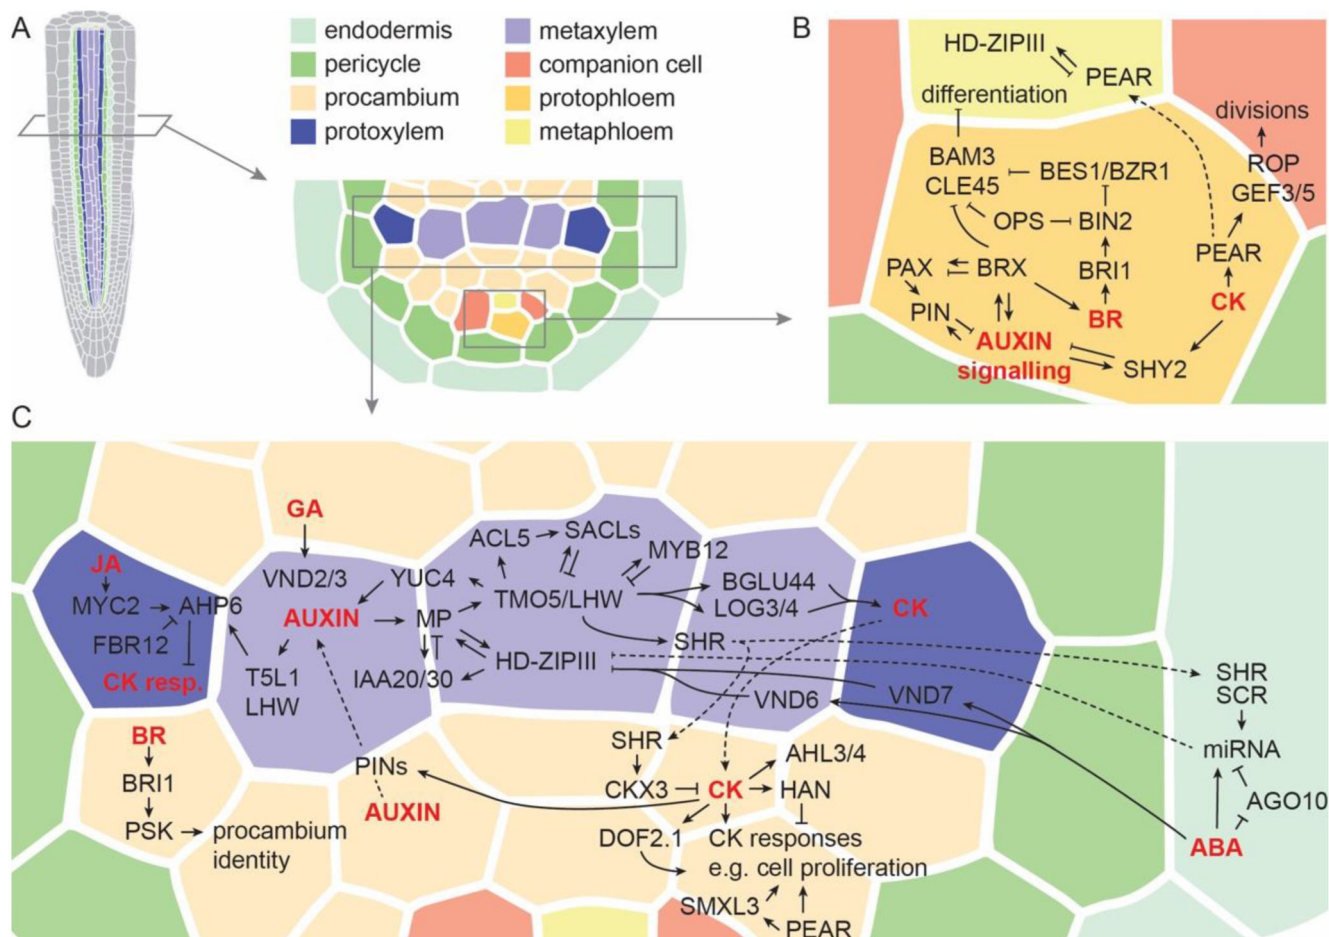 A
endodermis
pericycle
procambium
protoxylem
metaxylem
companion cell
protophloem
metaphloem
B
HD-ZIPIII
PEAR
differentiation
divisions
BAM3
CLE45
BES1/BZR1
ROP
GEF3/5
OPS
BIN2
PEAR
PAX
BRX
BRI1
CK
PIN
BR
AUXIN
signalling
SHY2
C
GA
JA
MYC2
AHP6
FBR12
CK resp.
VND2/3
AUXIN
T5L1
LHW
YUC4
MP
IAA20/30
ACL5
SACLs
MYB12
TMO5/LHW
HD-ZIPIII
BGLU44
LOG3/4
SHR
VND6
CK
VND7
SHR
SCR
miRNA
AGO10
ABA
BR
BRI1
PSK
procambium
identity
PINs
AUXIN
SHR
CKX3
CK
AHL3/4
HAN
DOF2.1
CK responses
e.g. cell proliferation
SMXL3
PEAR